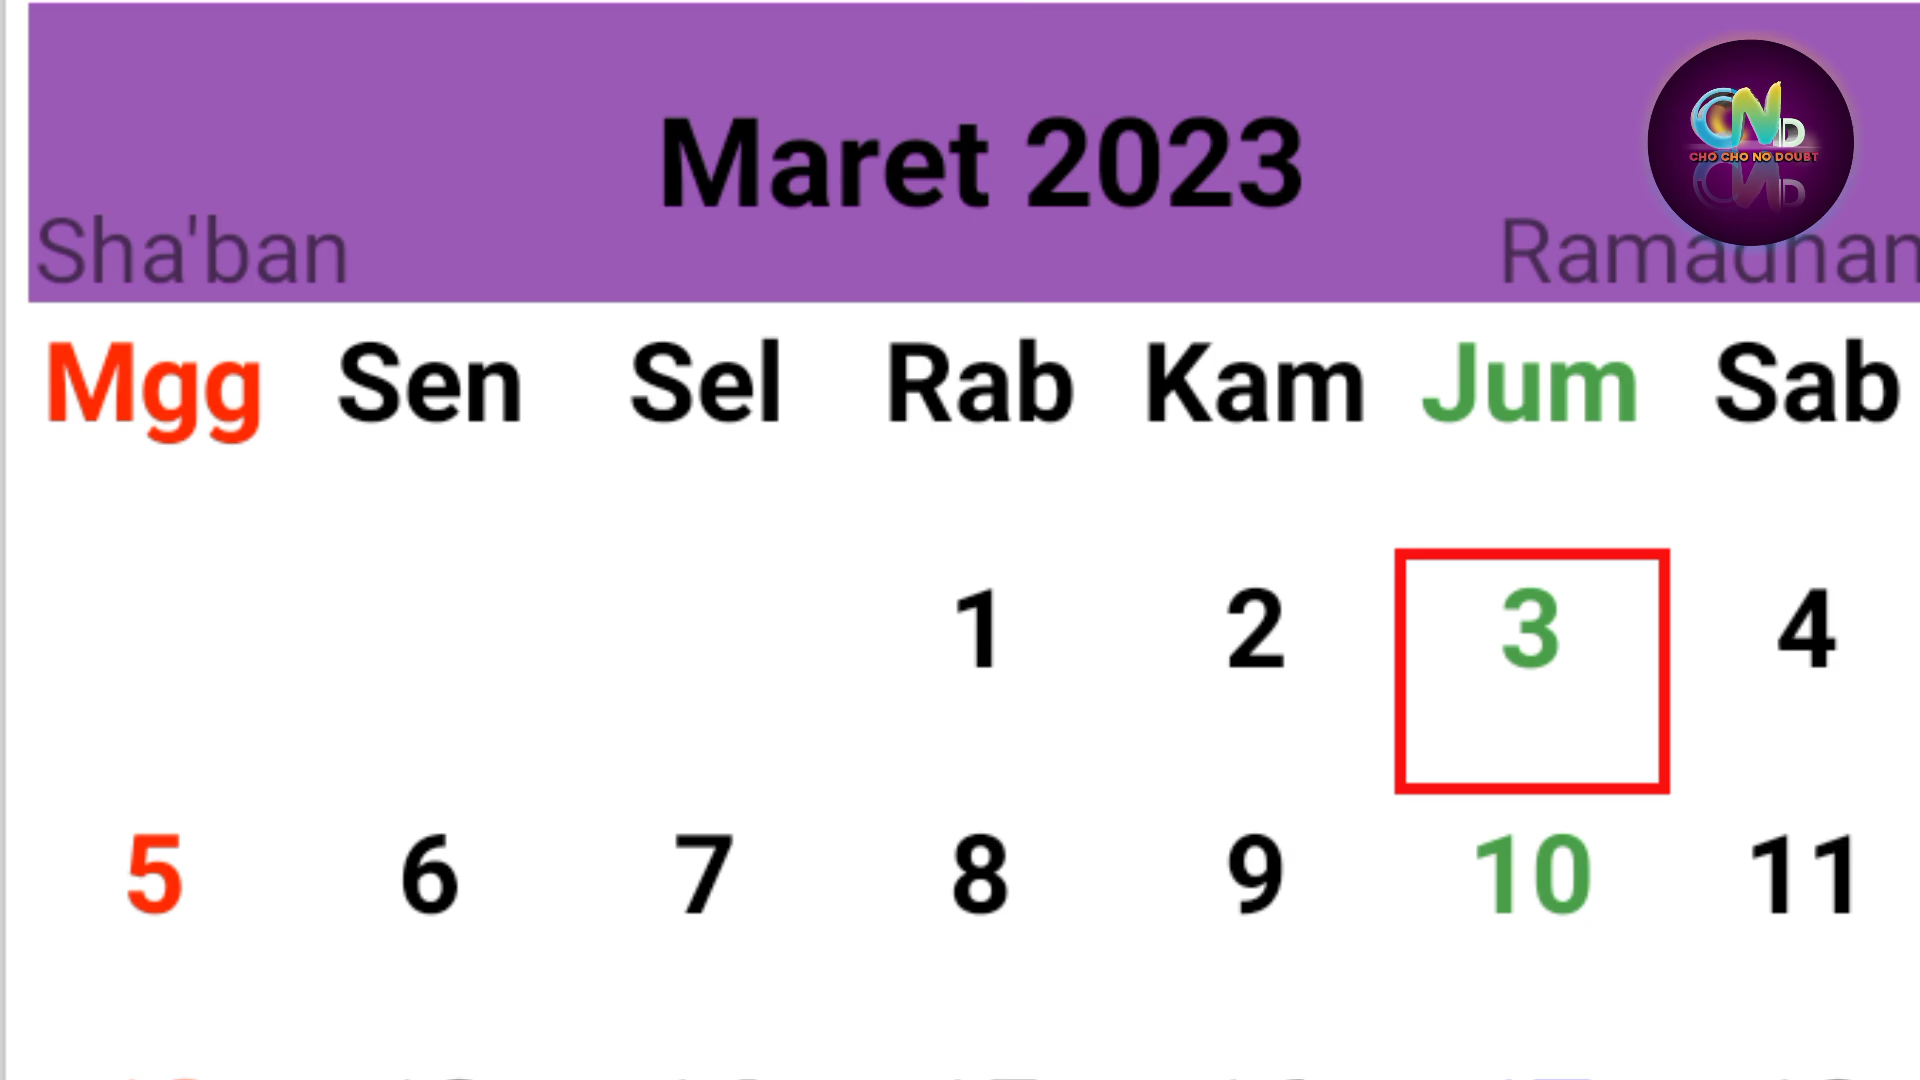 Maret 2023
CND
CHO CHO NO DOUBT
Sha'ban Ramadhan
Mgg Sen Sel Rab Kam Jum Sab
1 2 3 4
5 6 7 8 9 10 11